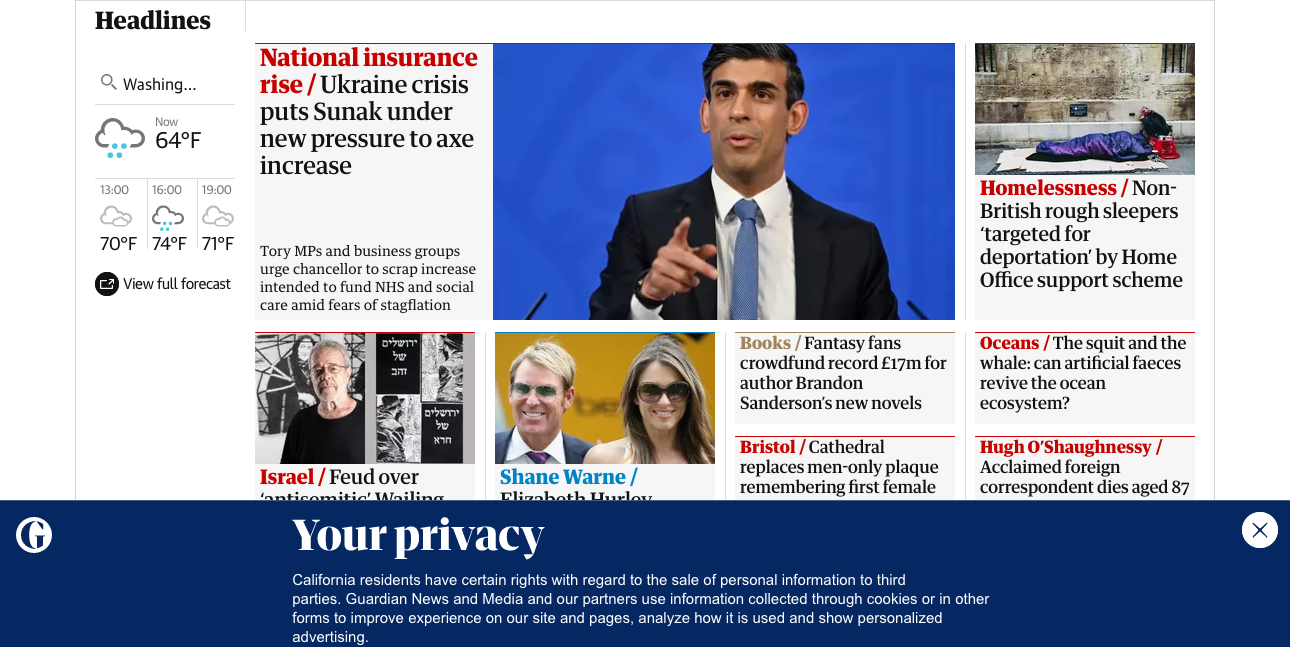 Headlines
Washing...
Now
64°F
13:00
16:00
19:00
70°F
74°F
71°F
View full forecast
National insurance
rise / Ukraine crisis
puts Sunak under
new pressure to axe
increase
Tory MPs and business groups
urge chancellor to scrap increase
intended to fund NHS and social
care amid fears of stagflation
Homelessness / Non-
British rough sleepers
‘targeted for
deportation’ by Home
Office support scheme
ירושלים
של
זהב
ירושלים
של
חרא
Israel / Feud over
‘antisemitic’ Wailing
Shane Warne /
Elizabeth Hurley
Books / Fantasy fans
crowdfund record £17m for
author Brandon
Sanderson’s new novels
Bristol / Cathedral
replaces men-only plaque
remembering first female
Oceans / The squit and the
whale: can artificial faeces
revive the ocean
ecosystem?
Hugh O’Shaughnessy /
Acclaimed foreign
correspondent dies aged 87
G
Your privacy
California residents have certain rights with regard to the sale of personal information to third
parties. Guardian News and Media and our partners use information collected through cookies or in other
forms to improve experience on our site and pages, analyze how it is used and show personalized
advertising.